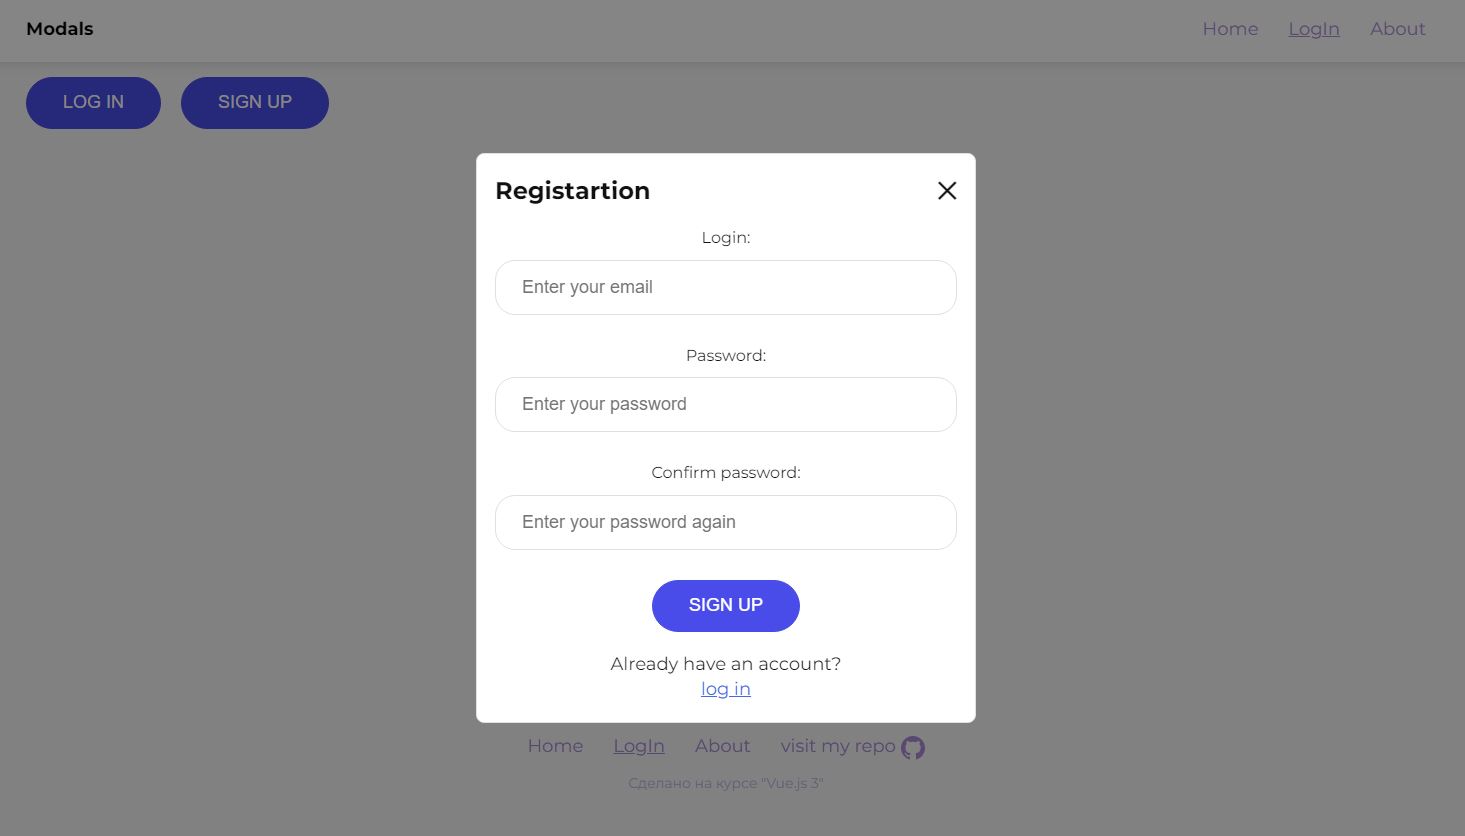 Modals
Home LogIn About
LOG IN SIGN UP
Registartion
Login:
Enter your email
Password:
Enter your password
Confirm password:
Enter your password again
SIGN UP
Already have an account?
log in
Home LogIn About visit my repo
Сделано на курсе "Vue.js 3"